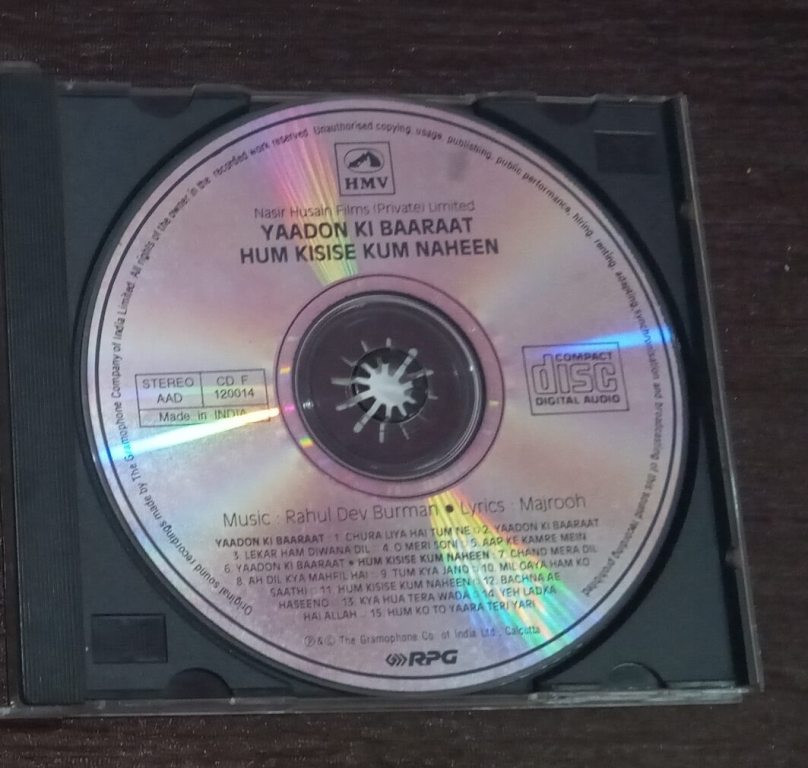 Original sound recordings made by The Gramophone Company of India Limited. All rights of the owner in the recorded work reserved. Unauthorised copying, usage, publishing, public performance, hiring, renting, adapting, synchronisation and broadcasting of this sound recording prohibited
HMV
Nasir Husain Films (Private) Limited
YAADON KI BAARAAT
HUM KISISE KUM NAHEEN
STEREO CD F
AAD 120014
Made in INDIA
COMPACT
disc
DIGITAL AUDIO
Music : Rahul Dev Burman • Lyrics : Majrooh
YAADON KI BAARAAT : 1. CHURA LIYA HAI TUM NE 2. YAADON KI BAARAAT
3. LEKAR HAM DIWANA DIL 4. O MERI SONI 5. AAP KE KAMRE MEIN
6. YAADON KI BAARAAT • HUM KISISE KUM NAHEEN : 7. CHAND MERA DIL
8. AH DIL KYA MAHFIL HAI 9. TUM KYA JANO 10. MIL GAYA HAM KO
SAATHI 11. HUM KISISE KUM NAHEEN 12. BACHNA AE
HASEENO 13. KYA HUA TERA WADA 14. YEH LADKA
HAI ALLAH 15. HUM KO TO YAARA TERI YARI
℗ & © The Gramophone Co. of India Ltd., Calcutta
RPG